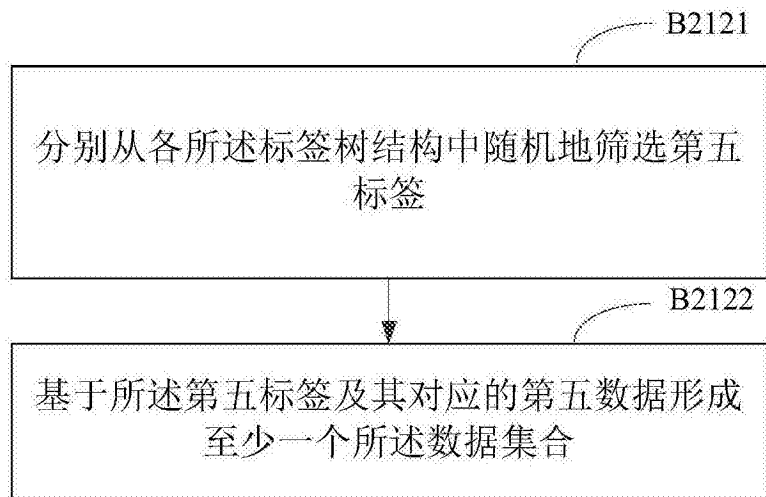 B2121
分别从各所述标签树结构中随机地筛选第五
标签
B2122
基于所述第五标签及其对应的第五数据形成
至少一个所述数据集合